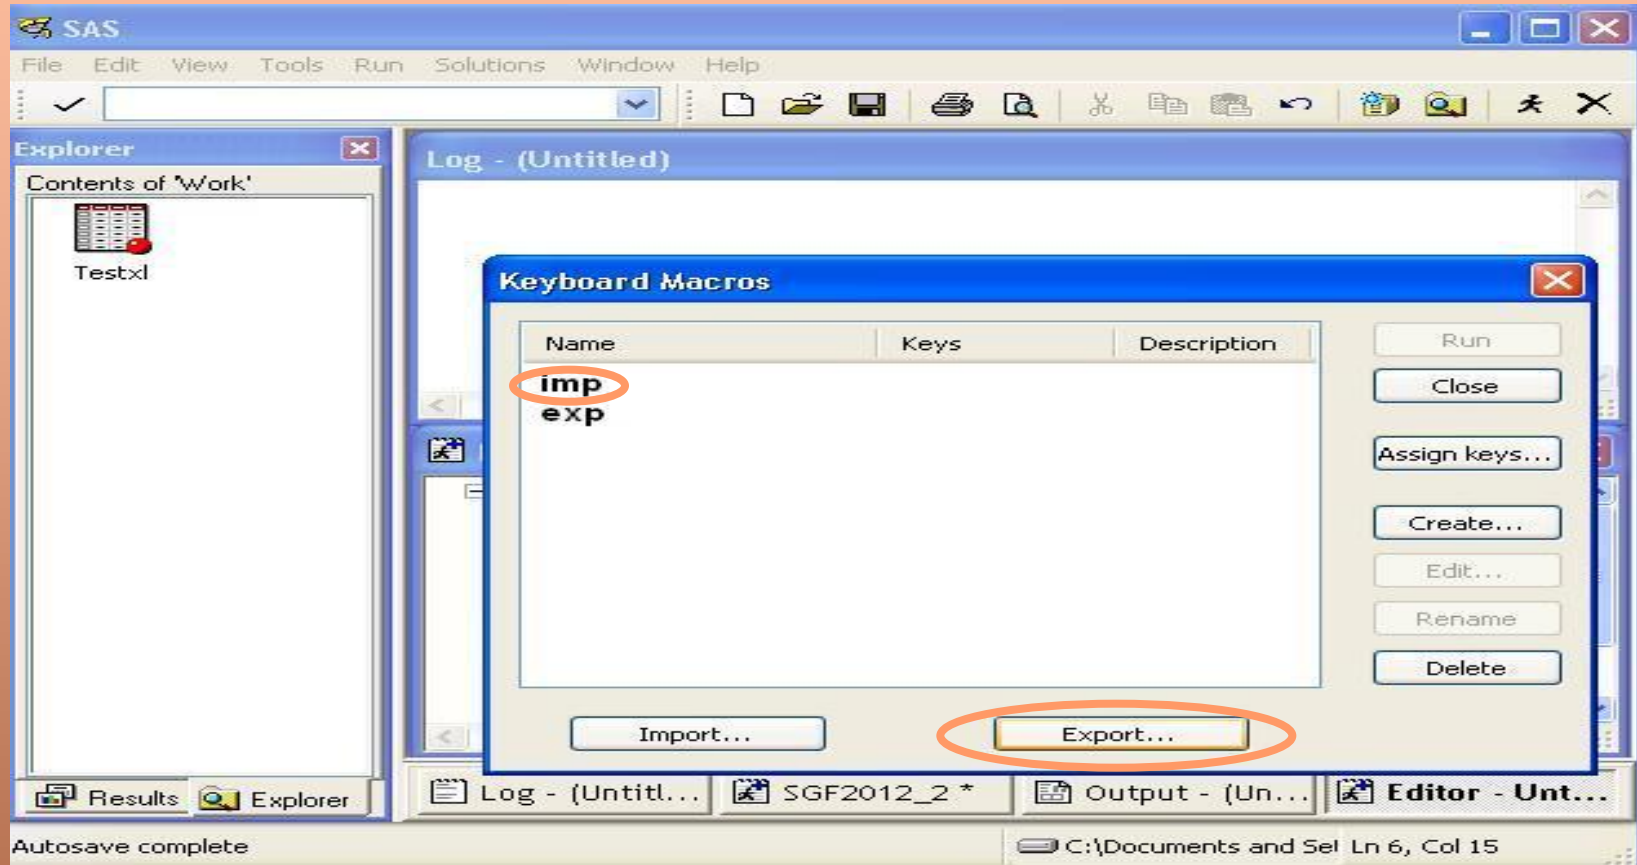 SAS
File Edit View Tools Run Solutions Window Help
Explorer
Contents of 'Work'
Testxl
Log - (Untitled)
Keyboard Macros
Name Keys Description
imp
exp
Run
Close
Assign keys...
Create...
Edit...
Rename
Delete
Import... Export...
Results Explorer Log - (Untitl... SGF2012_2 * Output - (Un... Editor - Unt...
Autosave complete C:\Documents and Set Ln 6, Col 15